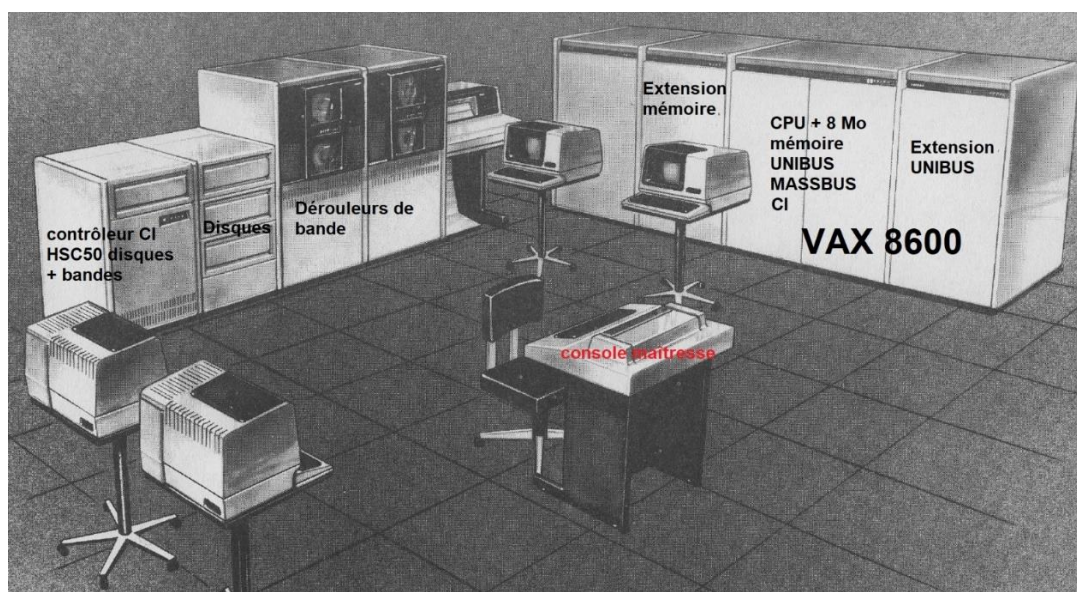 Extension
mémoire
CPU + 8 Mo
mémoire
UNIBUS
MASSBUS
CI
Extension
UNIBUS
VAX 8600
Dérouleurs de
bande
Disques
contrôleur CI
HSC50 disques
+ bandes
console maîtresse